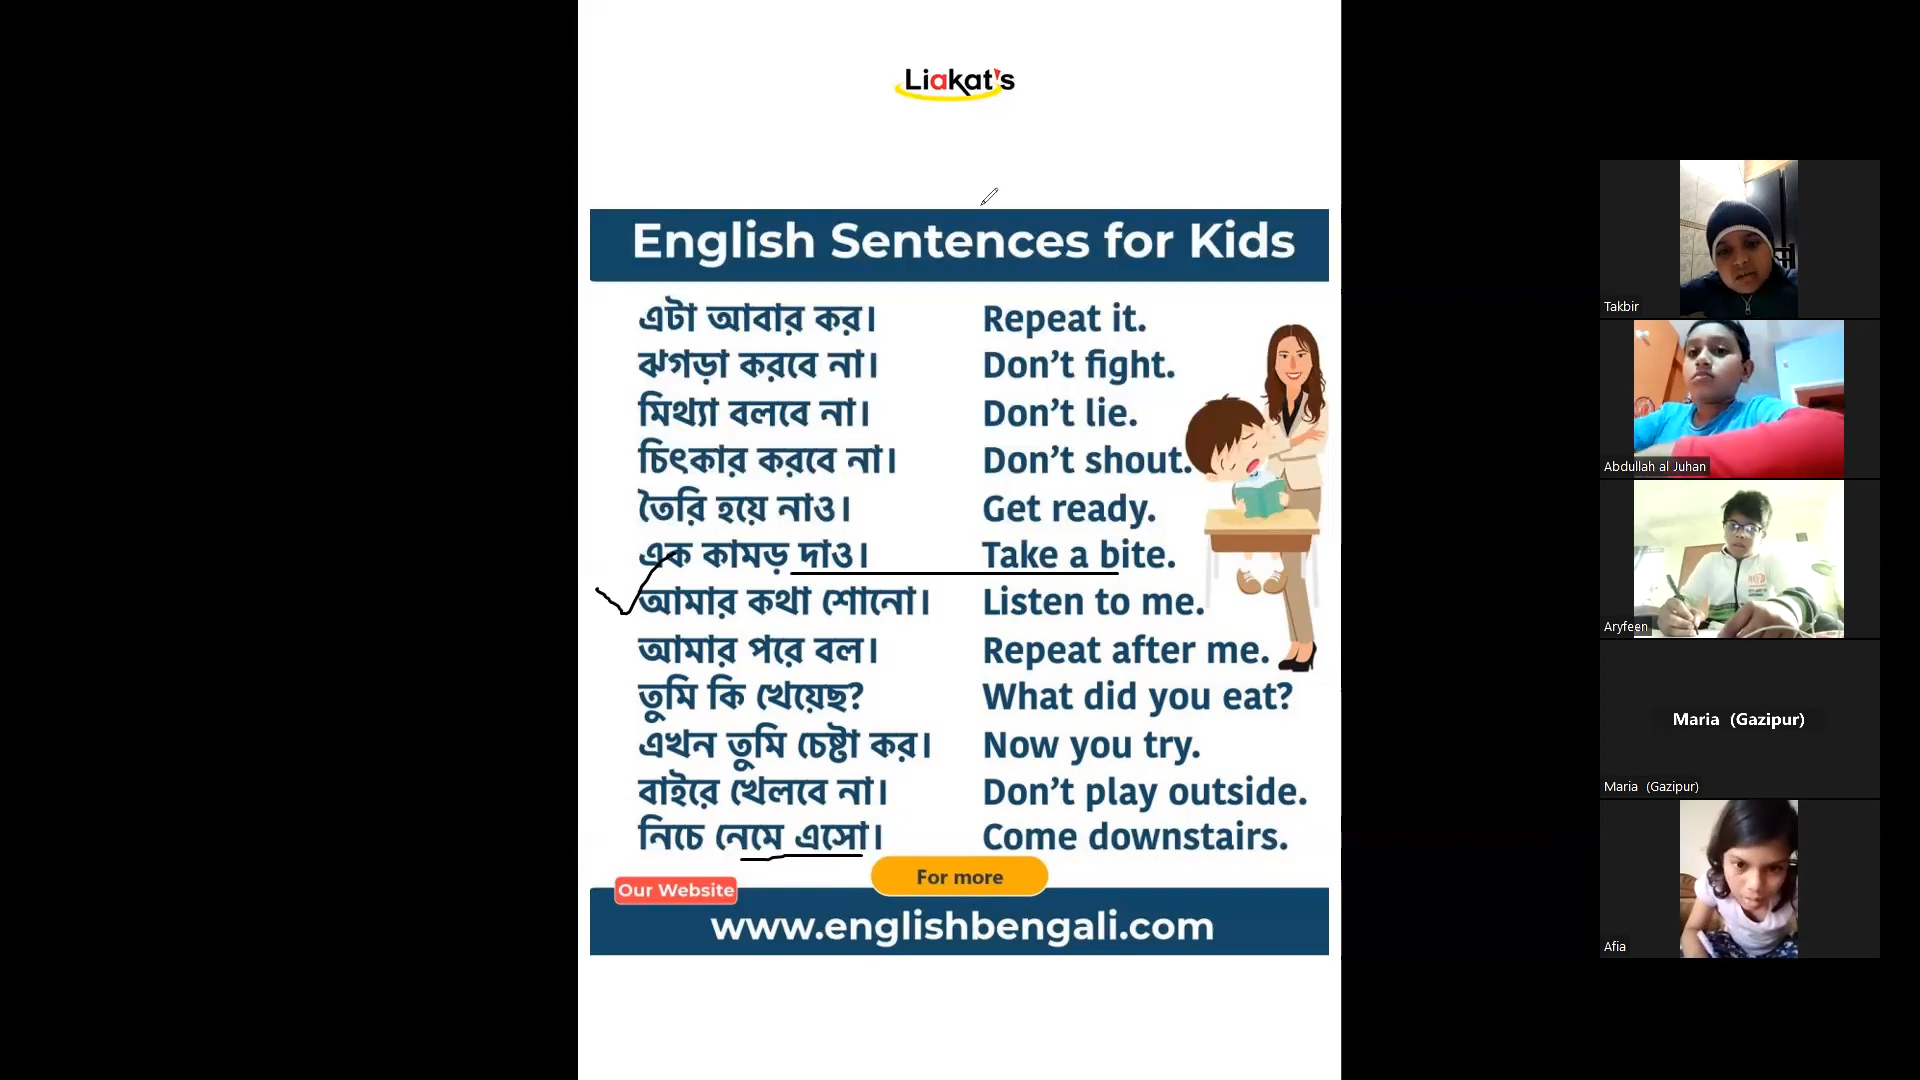 Liakat's
English Sentences for Kids
এটা আবার কর। Repeat it.
ঝগড়া করবে না। Don't fight.
মিথ্যা বলবে না। Don't lie.
চিৎকার করবে না। Don't shout.
তৈরি হয়ে নাও। Get ready.
এক কামড় দাও। Take a bite.
আমার কথা শোনো। Listen to me.
আমার পরে বল। Repeat after me.
তুমি কি খেয়েছ? What did you eat?
এখন তুমি চেষ্টা কর। Now you try.
বাইরে খেলবে না। Don't play outside.
নিচে নেমে এসো। Come downstairs.
For more
Our Website
www.englishbengali.com
Takbir
Abdullah al Juhan
Aryfeen
Maria (Gazipur)
Maria (Gazipur)
Afia